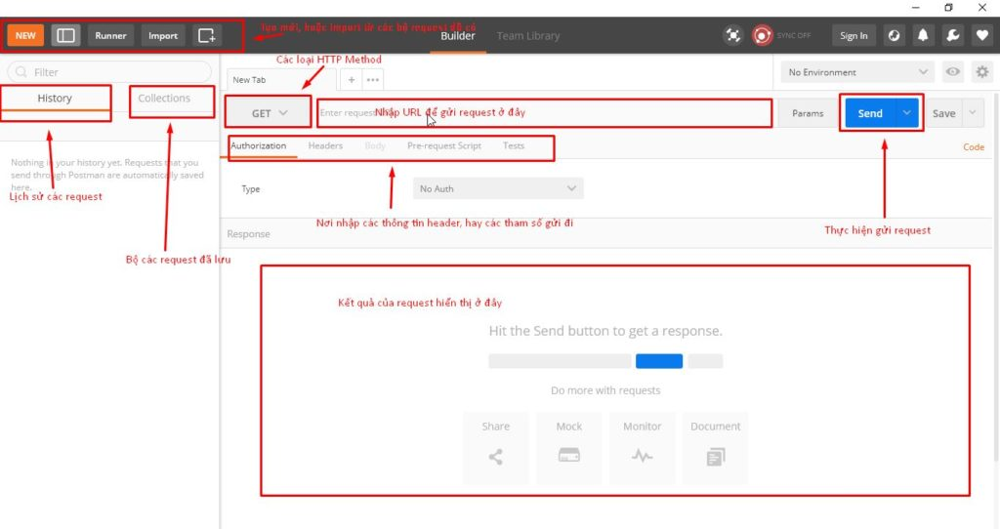 Tạo mới, hoặc import từ các bộ request đã có
NEW
Runner
Import
Builder
Team Library
SYNC OFF
Sign In
Filter
Các loại HTTP Method
New Tab
No Environment
History
Collections
GET
Enter request
Nhập URL để gửi request ở đây
Params
Send
Save
Authorization
Headers
Body
Pre-request Script
Tests
Code
Nothing in your history yet. Requests that
you send through Postman are automatically saved
here.
Type
No Auth
Lịch sử các request
Nơi nhập các thông tin header, hay các tham số gửi đi
Thực hiện gửi request
Response
Bộ các request đã lưu
Kết quả của request hiển thị ở đây
Hit the Send button to get a response.
Do more with requests
Share
Mock
Monitor
Document